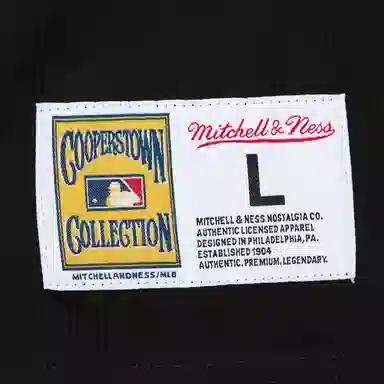 COOPERSTOWN
COLLECTION
MITCHELLANDNESS/MLB
Mitchell & Ness
L
MITCHELL & NESS NOSTALGIA CO.
AUTHENTIC LICENSED APPAREL
DESIGNED IN PHILADELPHIA, PA.
ESTABLISHED 1904
AUTHENTIC. PREMIUM. LEGENDARY.